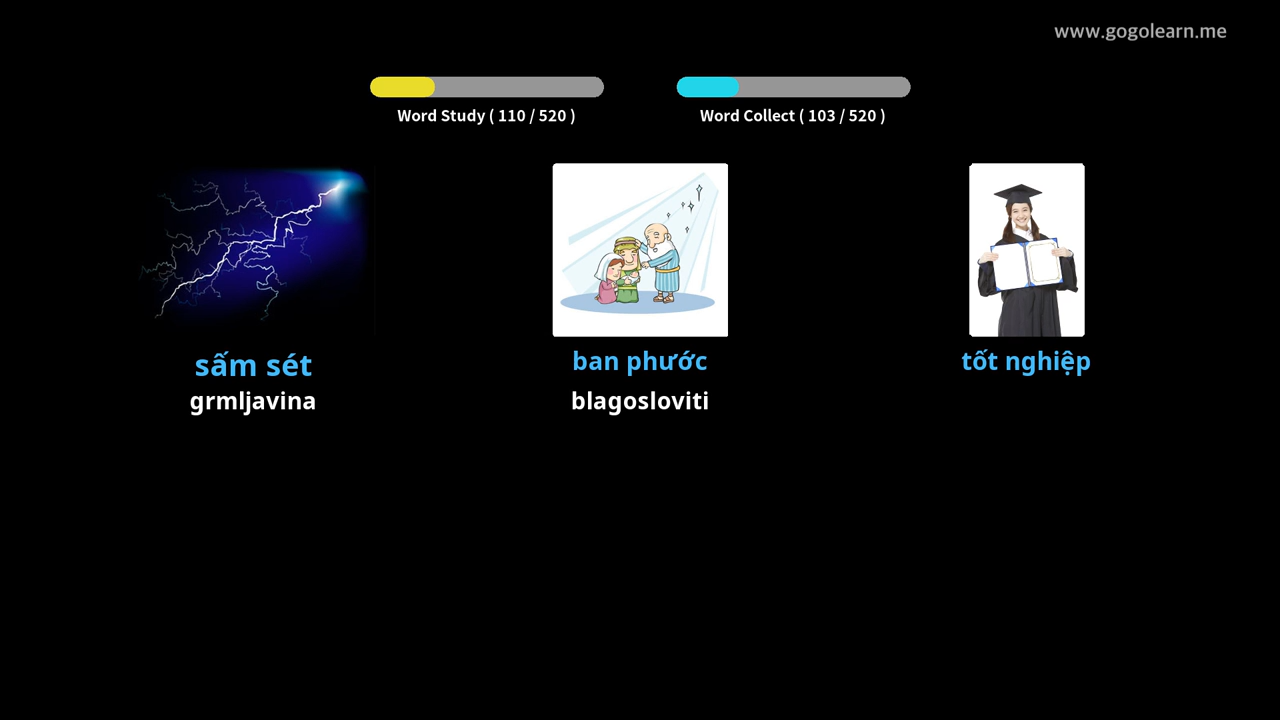 www.gogolearn.me
Word Study ( 110 / 520 )
Word Collect ( 103 / 520 )
sấm sét
ban phước
tốt nghiệp
grmljavina
blagosloviti